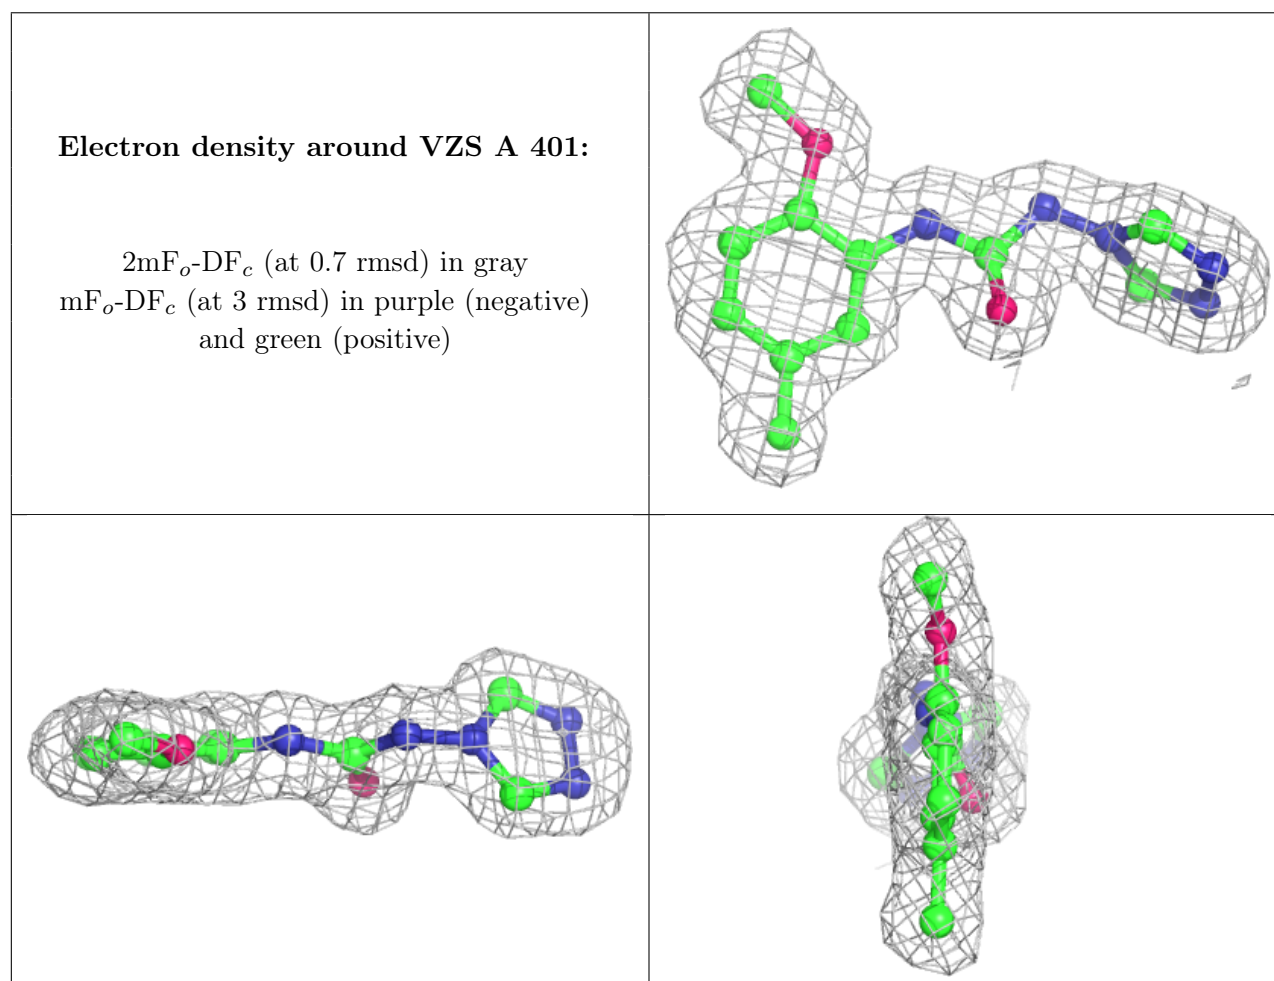 Electron density around VZS A 401:
2mFo-DFc (at 0.7 rmsd) in gray
mFo-DFc (at 3 rmsd) in purple (negative)
and green (positive)